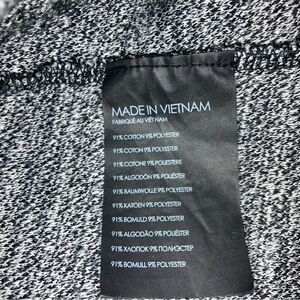 MADE IN VIETNAM
FABRIQUÉ AU VIÊT NAM
91% COTTON 9% POLYESTER
91% COTON 9% POLYESTER
91% COTONE 9% POLIESTERE
91% ALGODÓN 9% POLIÉSTER
91% BAUMWOLLE 9% POLYESTER
91% KATOEN 9% POLYESTER
91% BOMULD 9% POLYESTER
91% ALGODÃO 9% POLIÉSTER
91% ХЛОПОК 9% ПОЛИЭСТЕР
91% BOMULL 9% POLYESTER